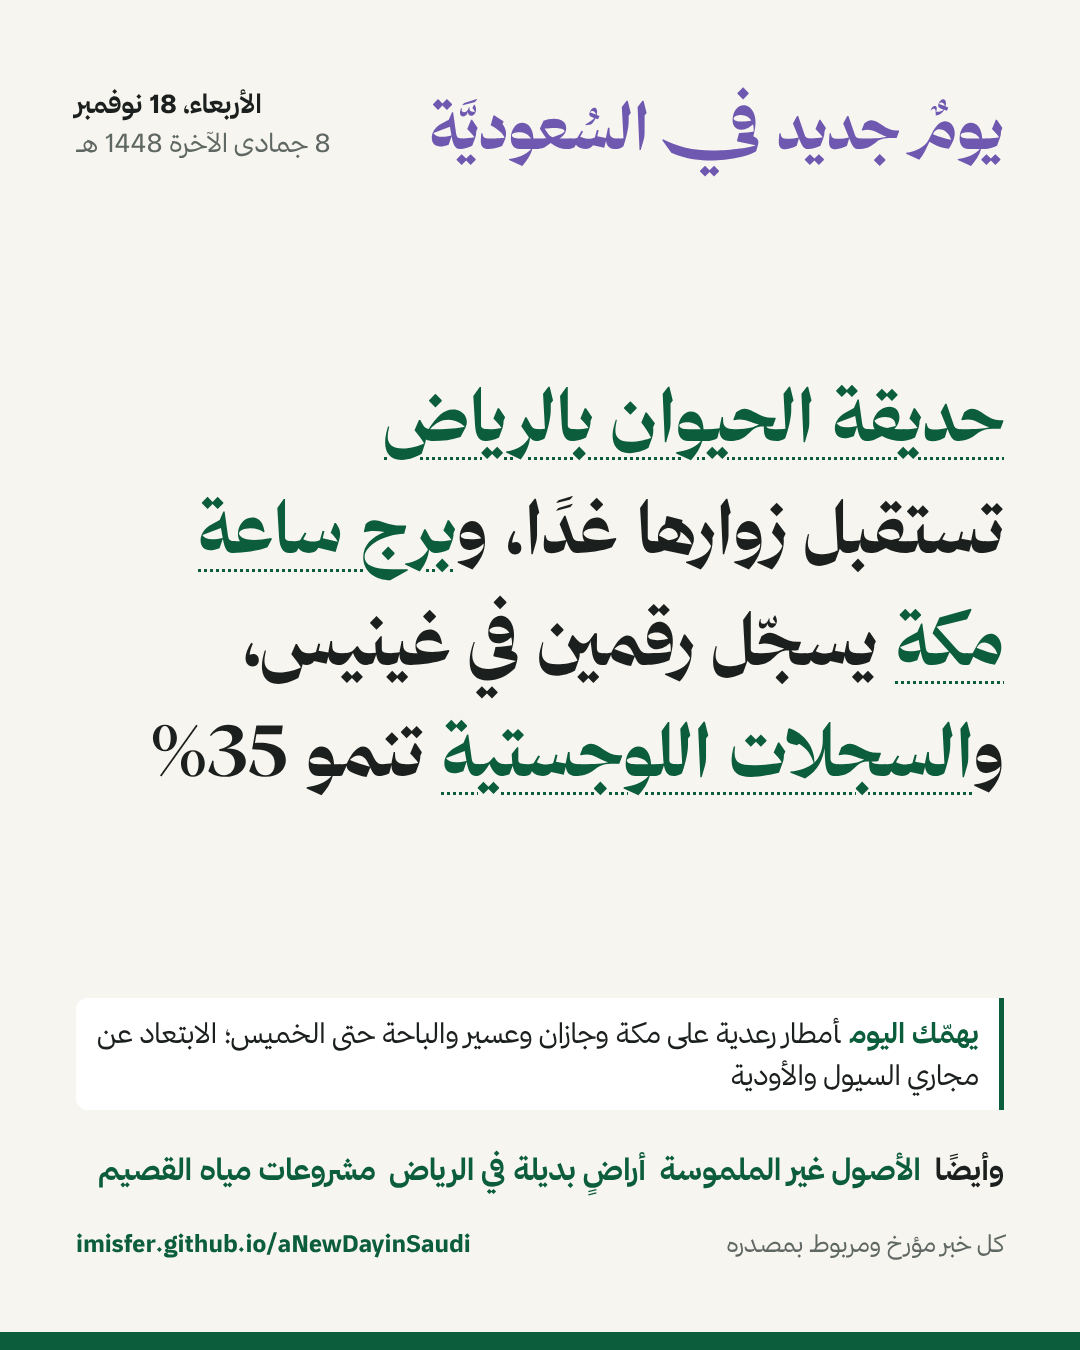 يومٌ جديد في السُعوديَّة
الأربعاء، 18 نوفمبر
8 جمادى الآخرة 1448 هـ
حديقة الحيوان بالرياض
تستقبل زوارها غدًا، وبرج ساعة
مكة يسجّل رقمين في غينيس،
والسجلات اللوجستية تنمو 35%
يهمّك اليوم أمطار رعدية على مكة وجازان وعسير والباحة حتى الخميس؛ الابتعاد عن
مجاري السيول والأودية
وأيضًا الأصول غير الملموسة أراضٍ بديلة في الرياض مشروعات مياه القصيم
كل خبر مؤرخ ومربوط بمصدره
imisfer.github.io/aNewDayinSaudi